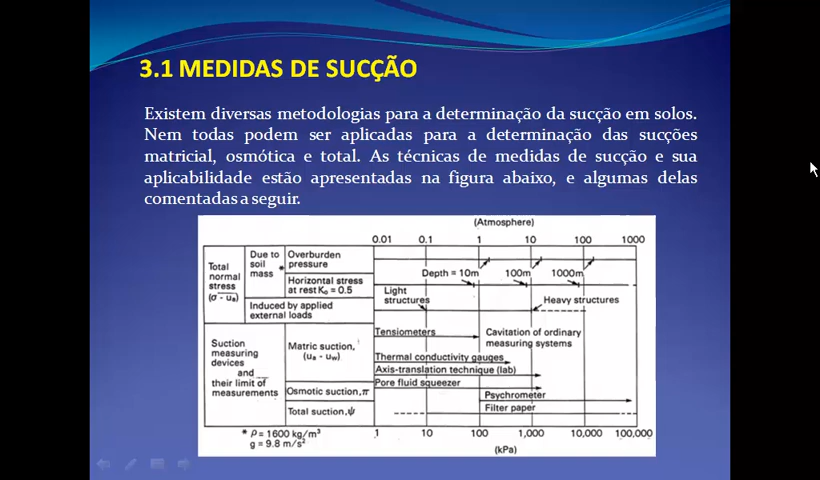 3.1 MEDIDAS DE SUCÇÃO
Existem diversas metodologias para a determinação da sucção em solos.
Nem todas podem ser aplicadas para a determinação das sucções
matricial, osmótica e total. As técnicas de medidas de sucção e sua
aplicabilidade estão apresentadas na figura abaixo, e algumas delas
comentadas a seguir.
(Atmosphere)
0.01 0.1 1 10 100 1000
Total
normal
stress
(σ - uₐ)
Due to
soil
mass
* Overburden
pressure
Horizontal stress
at rest K₀ = 0.5
Induced by applied
external loads
Depth = 10m 100m 1000m
Light
structures
Heavy structures
Suction
measuring
devices
and
their limit of
measurements
Matric suction,
(uₐ - u_w)
Osmotic suction, π
Total suction, ψ
Tensiometers
Cavitation of ordinary
measuring systems
Thermal conductivity gauges
Axis-translation technique (lab)
Pore fluid squeezer
Psychrometer
Filter paper
* ρ = 1600 kg/m³
g = 9.8 m/s²
1 10 100 1,000 10,000 100,000
(kPa)